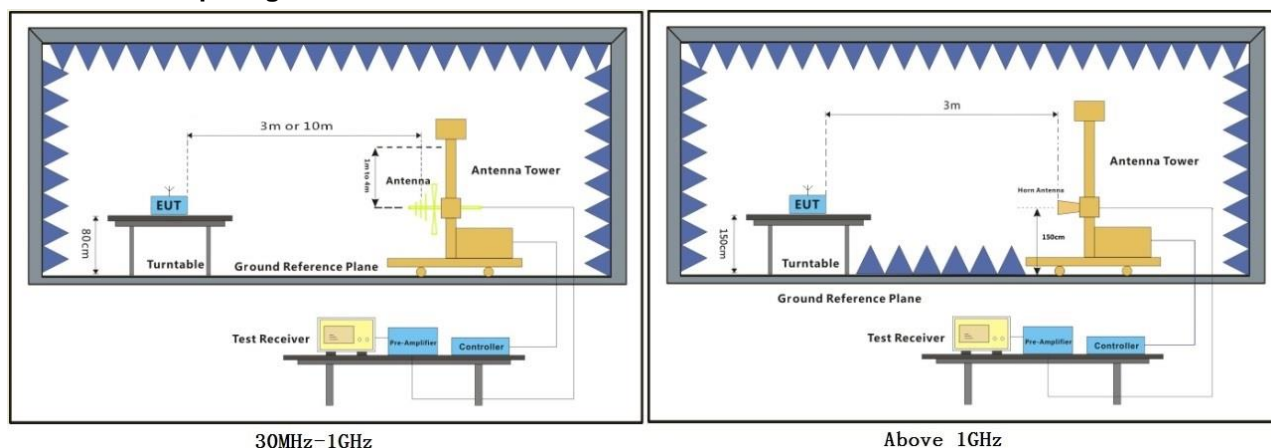 3m or 10m
1m to 4m
Antenna
Antenna Tower
EUT
80cm
Turntable
Ground Reference Plane
Test Receiver
Pre-Amplifier
Controller
30MHz-1GHz
3m
Antenna Tower
Horn Antenna
EUT
150cm
150cm
Turntable
Ground Reference Plane
Test Receiver
Pre-Amplifier
Controller
Above 1GHz